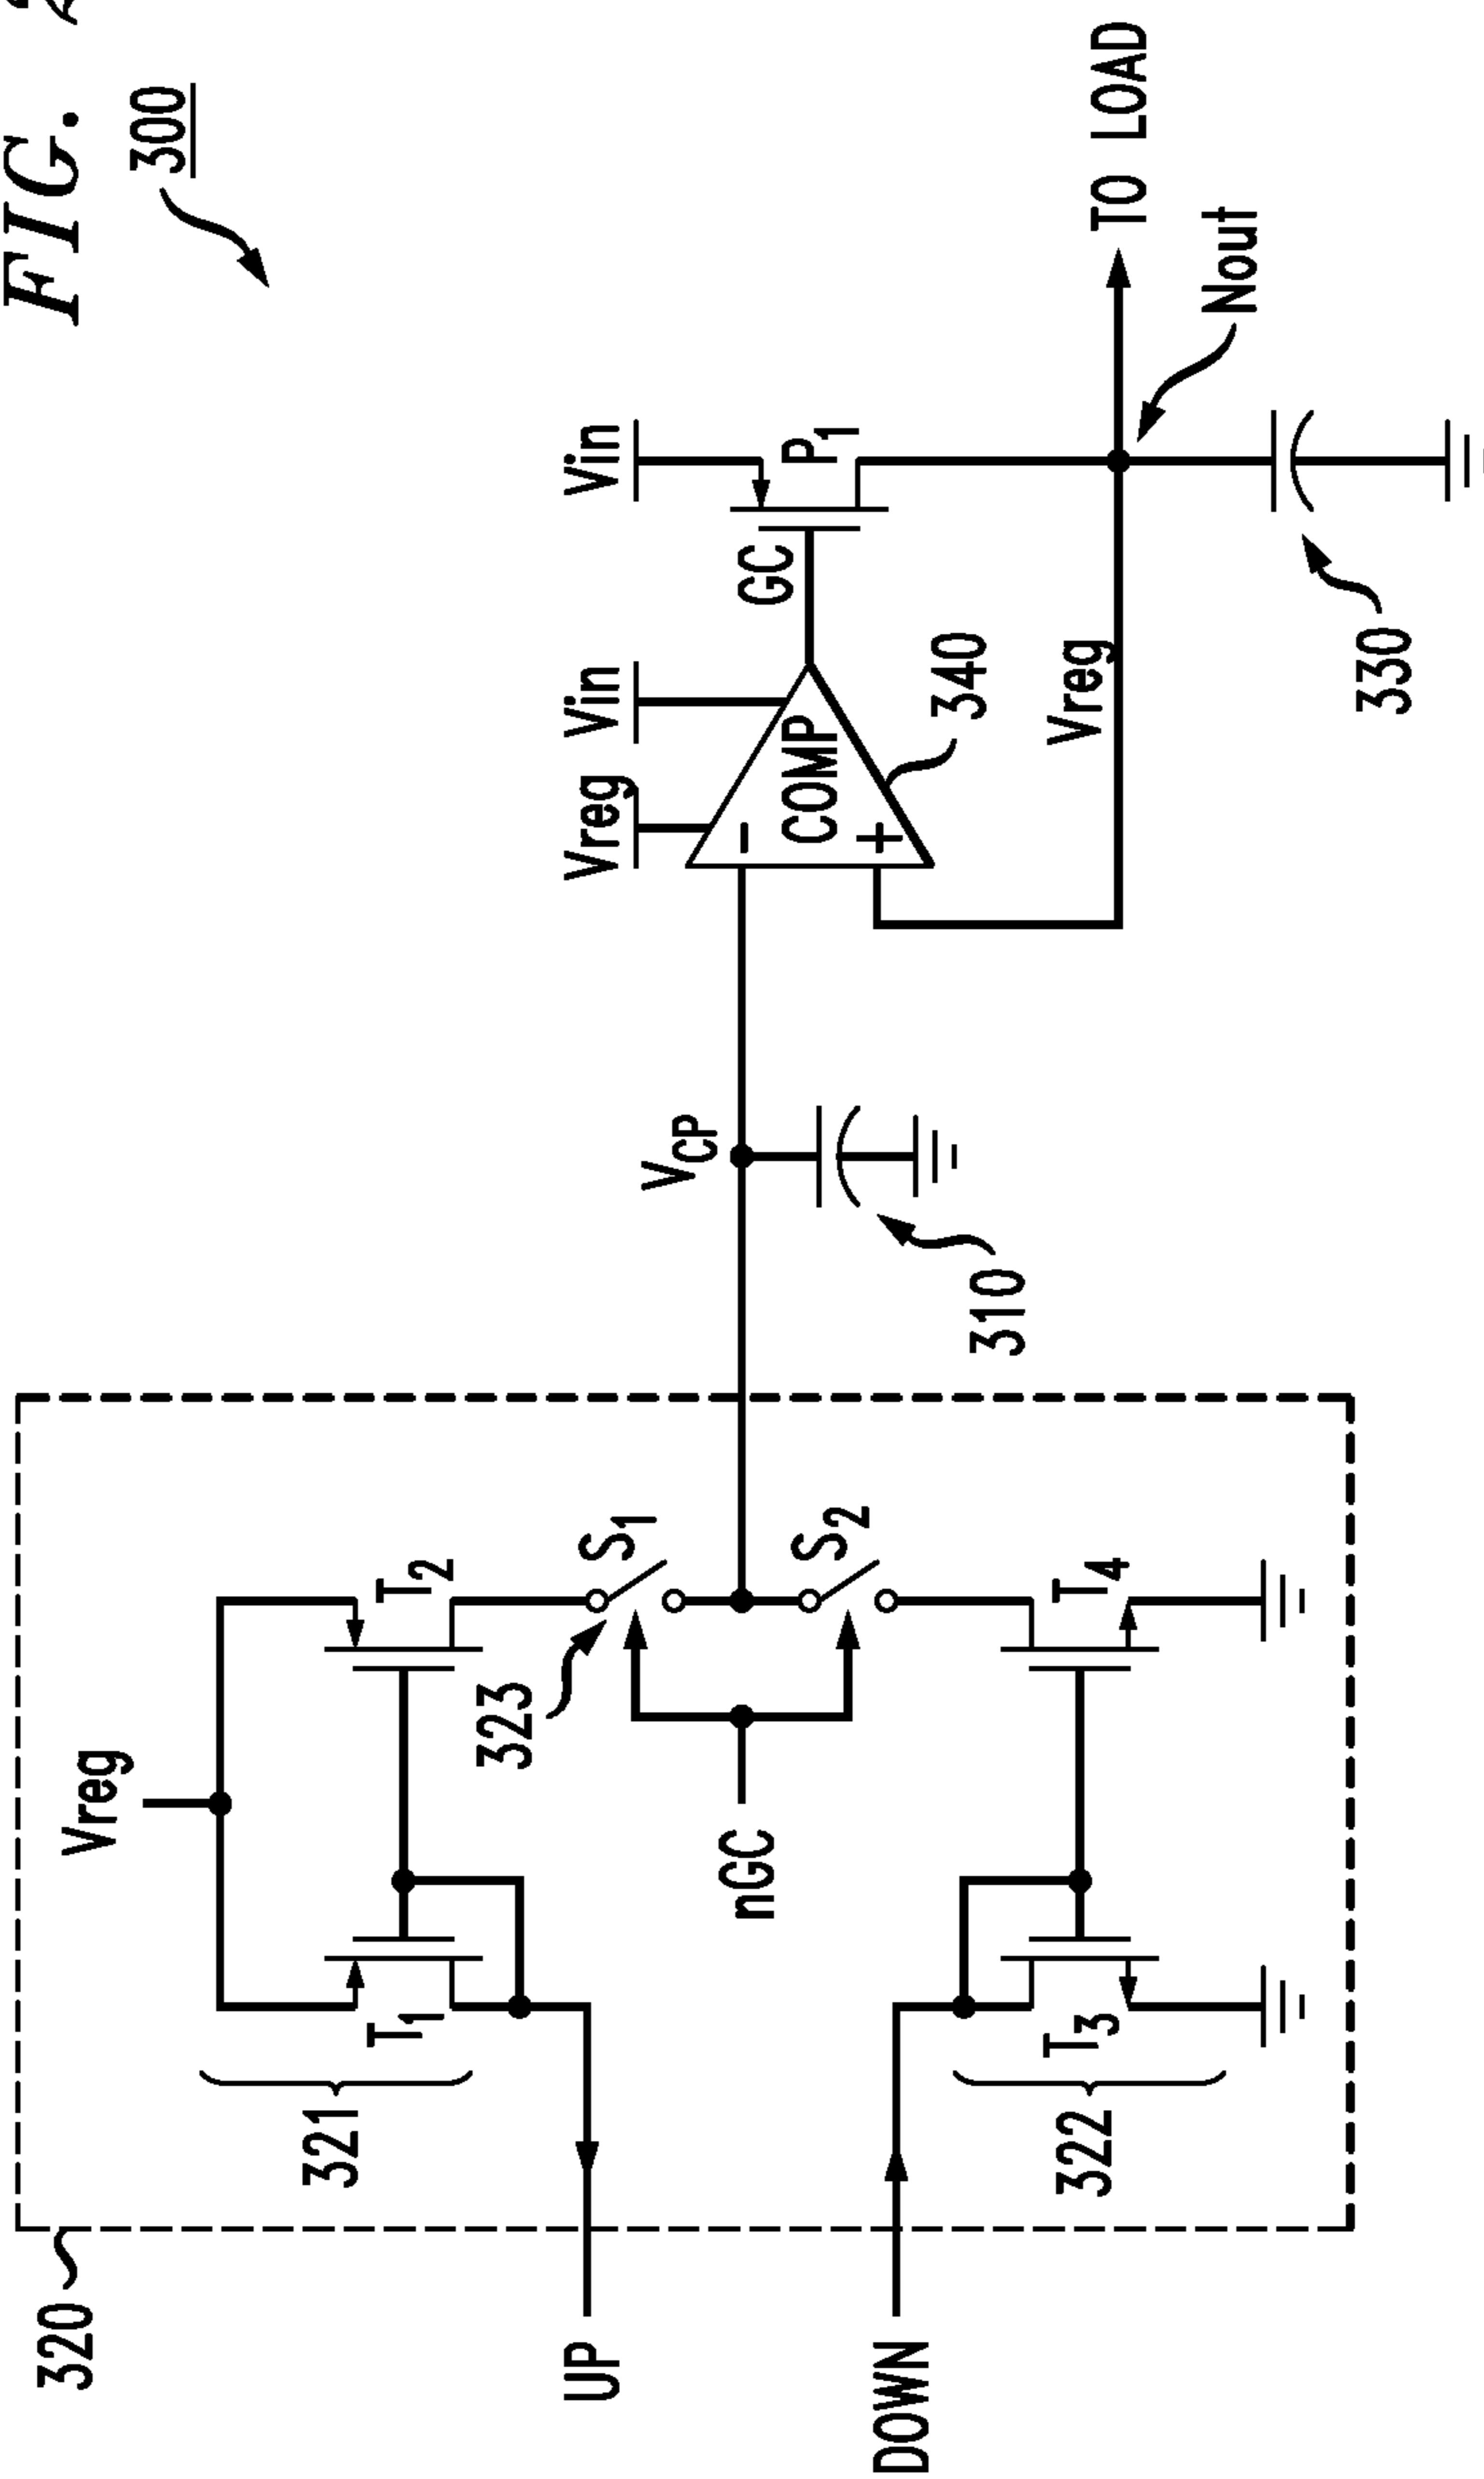 FIG.
300
320
Vreg
321
T1
T2
UP
323
S1
nGC
S2
DOWN
322
T3
T4
VCP
310
Vreg
Vin
Vin
COMP
-
+
340
GC
P1
Vreg
TO LOAD
Nout
330